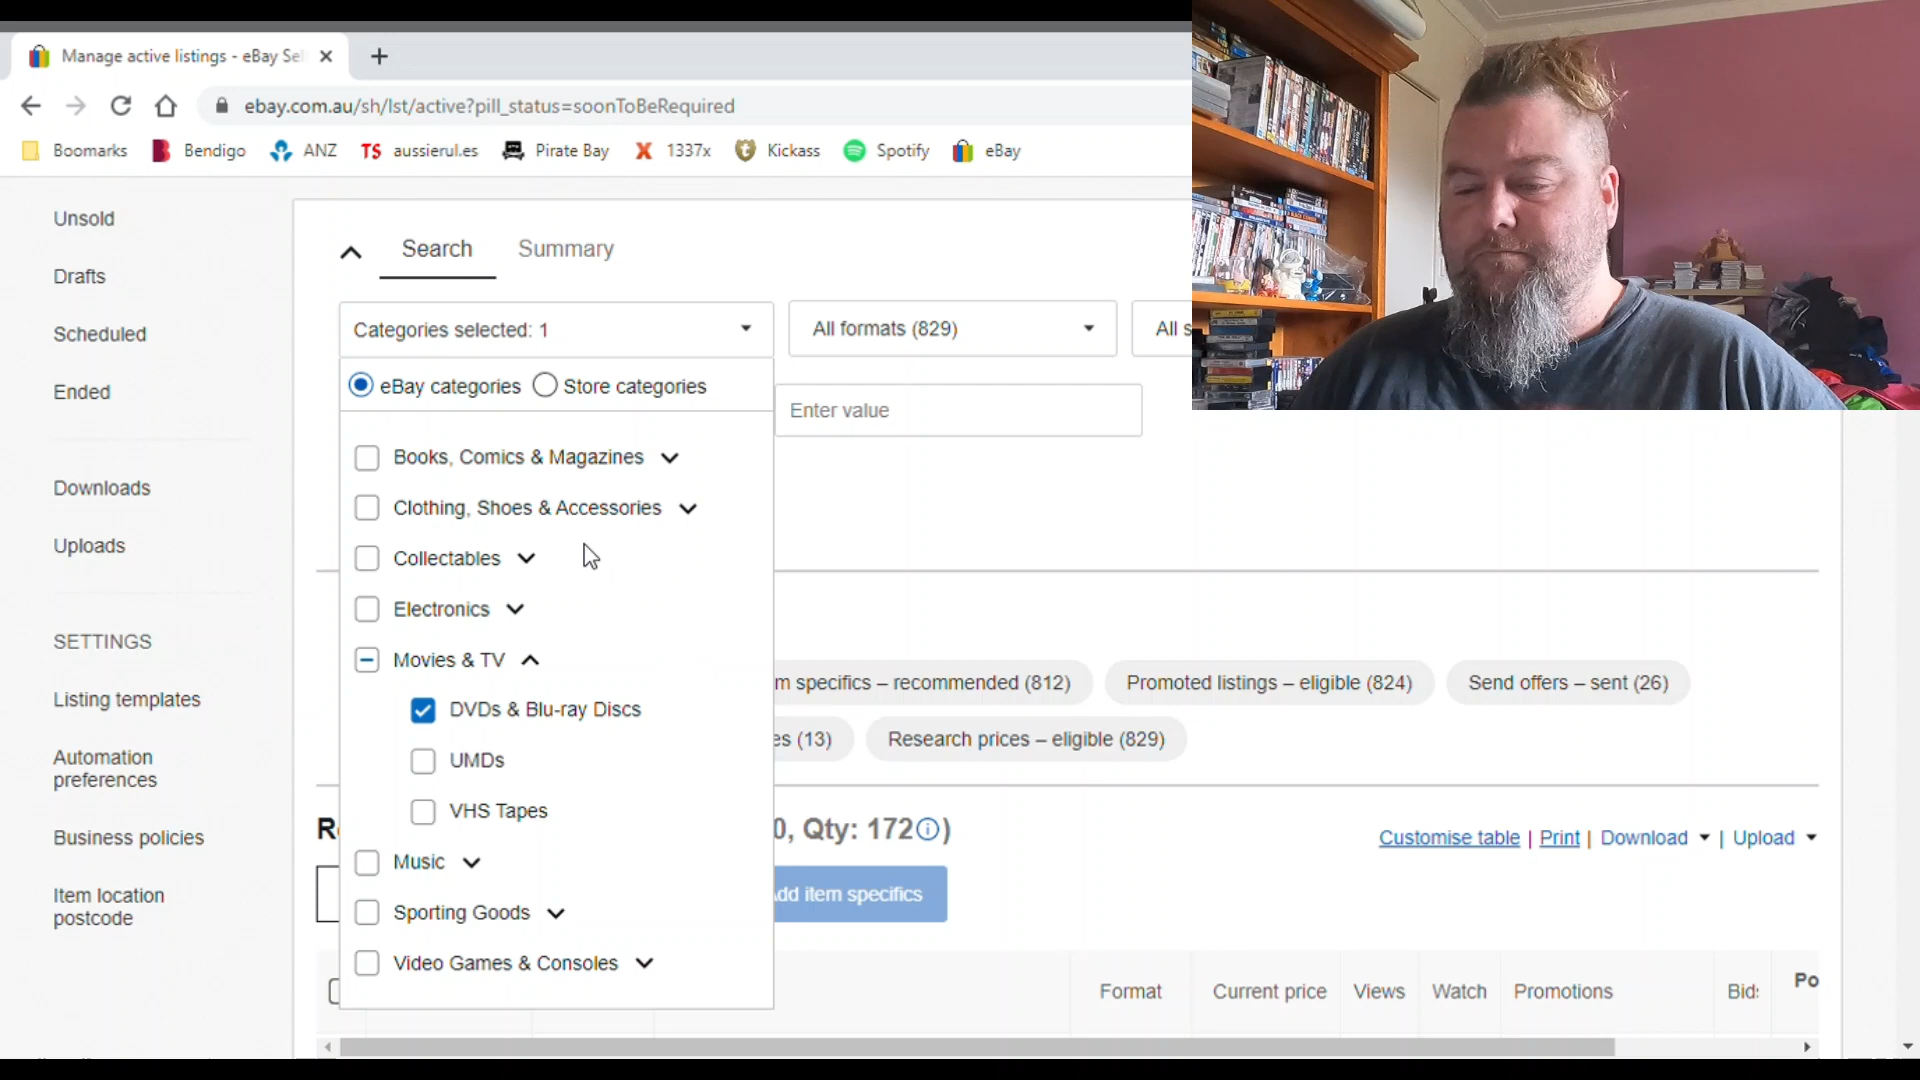 Manage active listings - eBay Sel
ebay.com.au/sh/lst/active?pill_status=soonToBeRequired
Boomarks Bendigo ANZ TS aussierul.es Pirate Bay 1337x Kickass Spotify eBay
Unsold
Drafts
Scheduled
Ended
Downloads
Uploads
SETTINGS
Listing templates
Automation
preferences
Business policies
Item location
postcode
Search Summary
Categories selected: 1
All formats (829)
All s
eBay categories Store categories
Enter value
Books, Comics & Magazines
Clothing, Shoes & Accessories
Collectables
Electronics
Movies & TV
DVDs & Blu-ray Discs
UMDs
VHS Tapes
Music
Sporting Goods
Video Games & Consoles
m specifics – recommended (812) Promoted listings – eligible (824) Send offers – sent (26)
es (13) Research prices – eligible (829)
R 0, Qty: 172 )
Customise table | Print | Download | Upload
dd item specifics
Format Current price Views Watch Promotions Bids Po